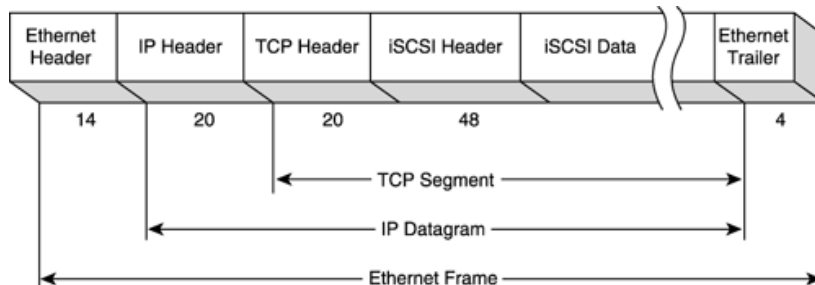 Ethernet
Header
IP Header
TCP Header
iSCSI Header
iSCSI Data
Ethernet
Trailer
14
20
20
48
4
TCP Segment
IP Datagram
Ethernet Frame